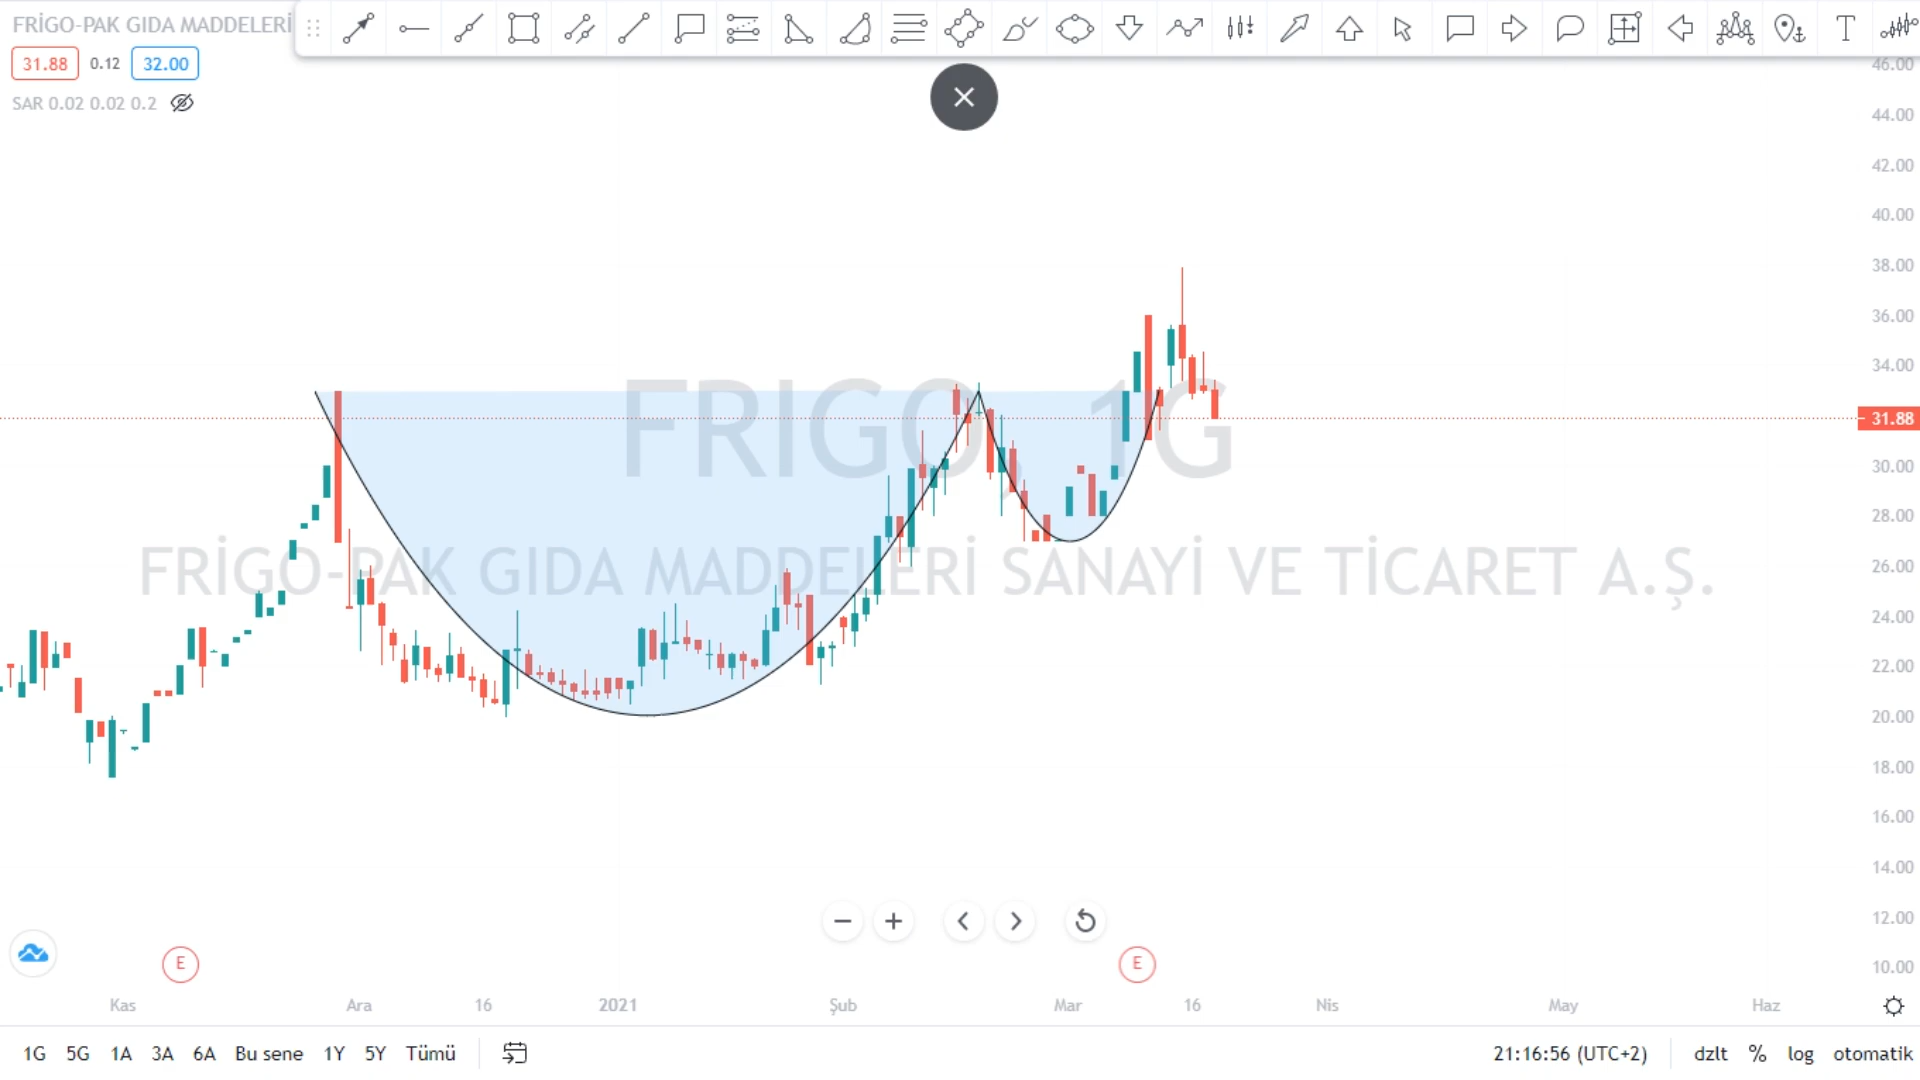 FRİGO-PAK GIDA MADDELERİ
31.88 0.12 32.00
SAR 0.02 0.02 0.2
T
46.00
44.00
42.00
40.00
38.00
36.00
34.00
31.88
30.00
28.00
26.00
24.00
22.00
20.00
18.00
16.00
14.00
12.00
10.00
FRIGO, 1G
FRİGO-PAK GIDA MADDELERİ SANAYİ VE TİCARET A.Ş.
E E
Kas Ara 16 2021 Şub Mar 16 Nis May Haz
1G 5G 1A 3A 6A Bu sene 1Y 5Y Tümü 21:16:56 (UTC+2) dzlt % log otomatik